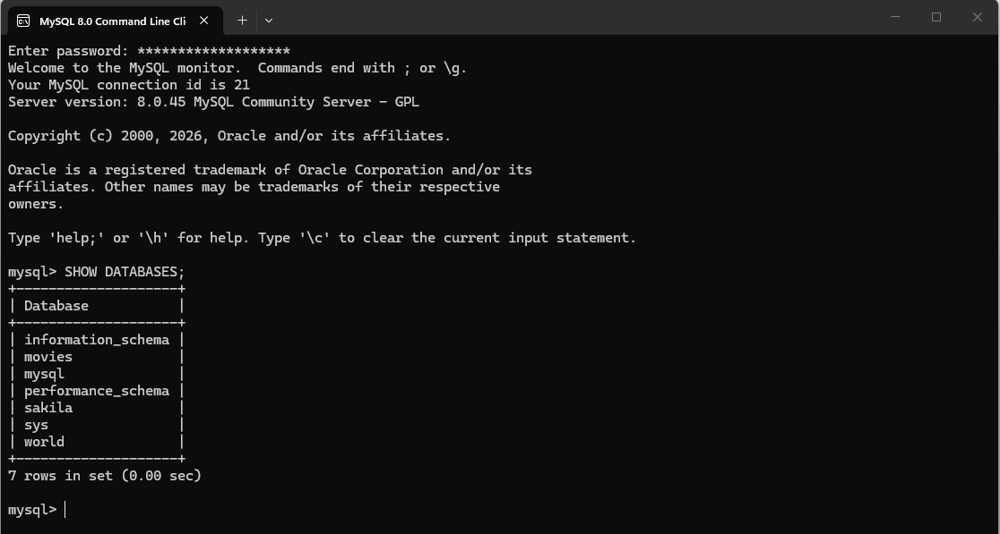 MySQL 8.0 Command Line Cli
Enter password: *******************
Welcome to the MySQL monitor.  Commands end with ; or \g.
Your MySQL connection id is 21
Server version: 8.0.45 MySQL Community Server - GPL
Copyright (c) 2000, 2026, Oracle and/or its affiliates.
Oracle is a registered trademark of Oracle Corporation and/or its
affiliates. Other names may be trademarks of their respective
owners.
Type 'help;' or '\h' for help. Type '\c' to clear the current input statement.
mysql> SHOW DATABASES;
+--------------------+
| Database           |
+--------------------+
| information_schema |
| movies             |
| mysql              |
| performance_schema |
| sakila             |
| sys                |
| world              |
+--------------------+
7 rows in set (0.00 sec)
mysql>